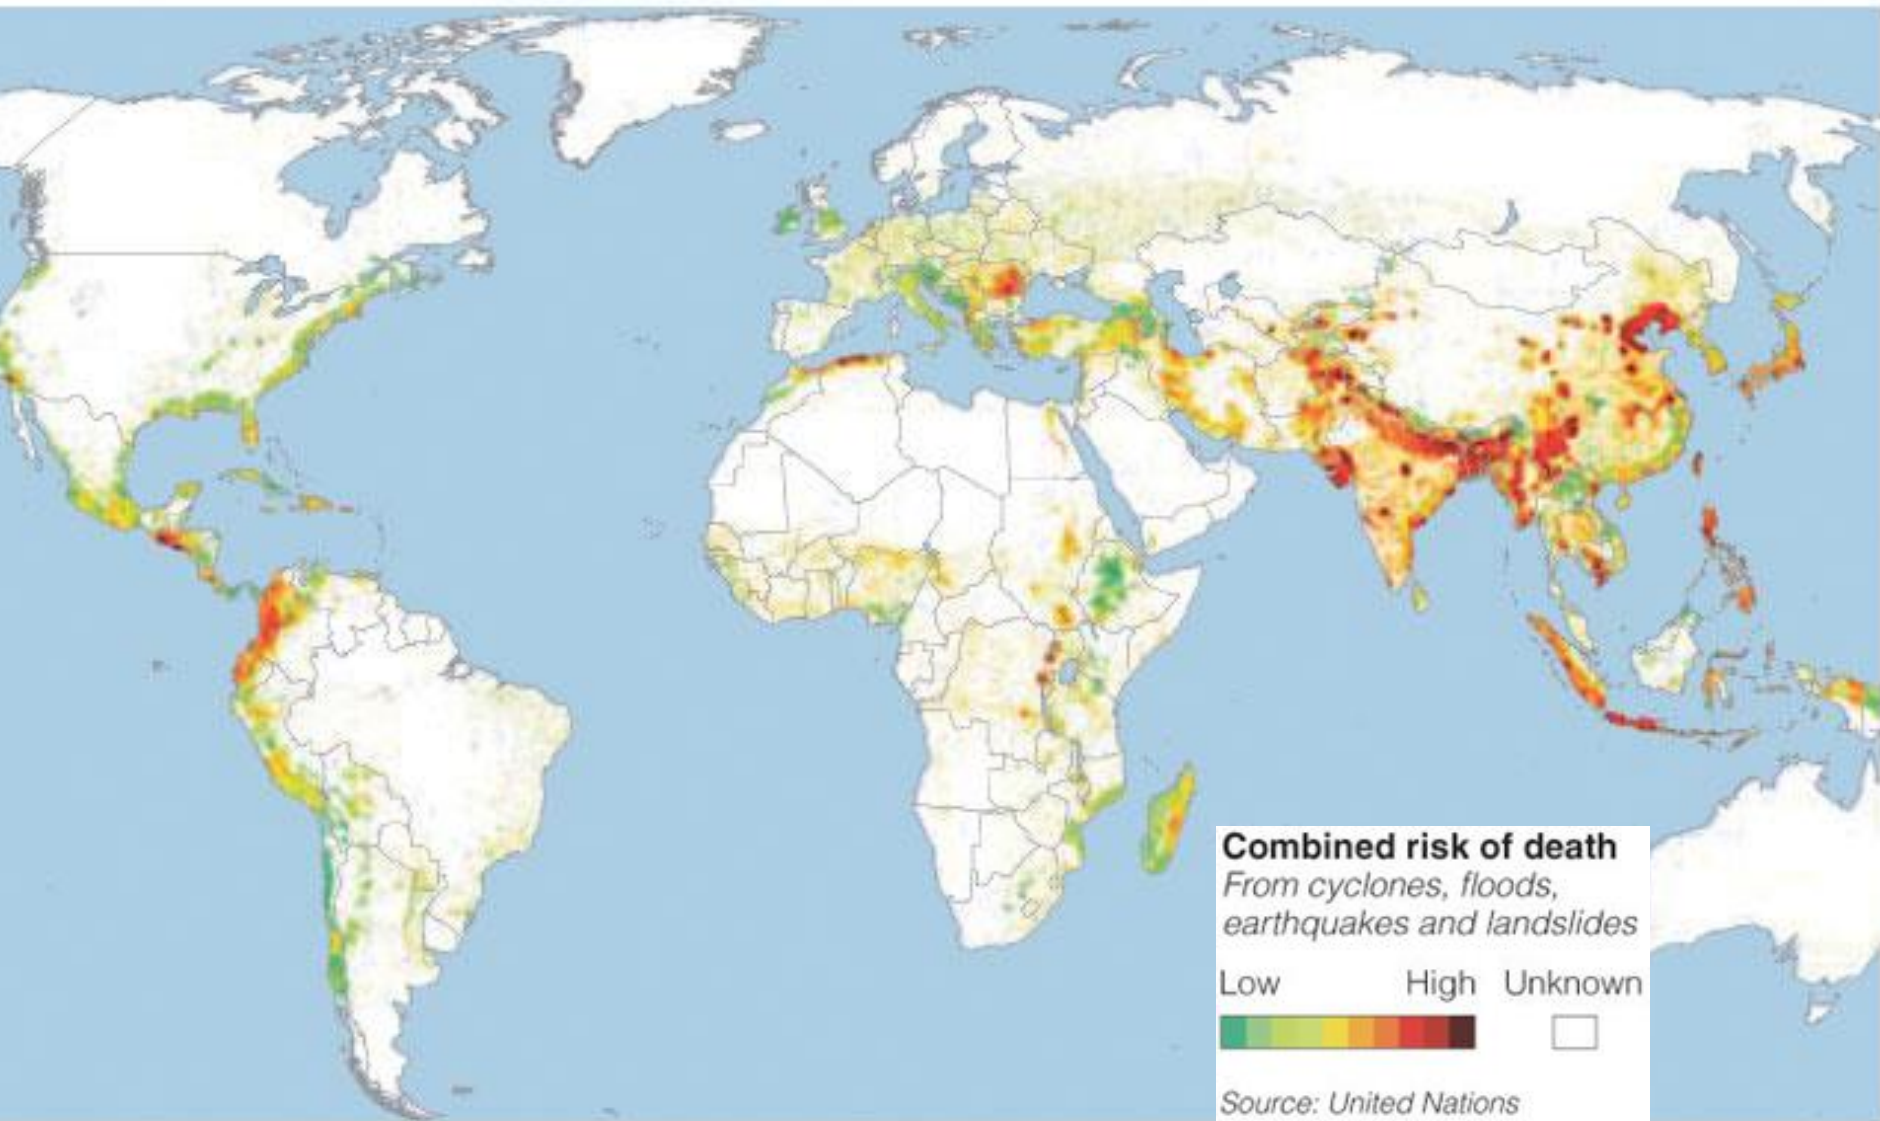 Combined risk of death
From cyclones, floods,
earthquakes and landslides
Low High Unknown
Source: United Nations